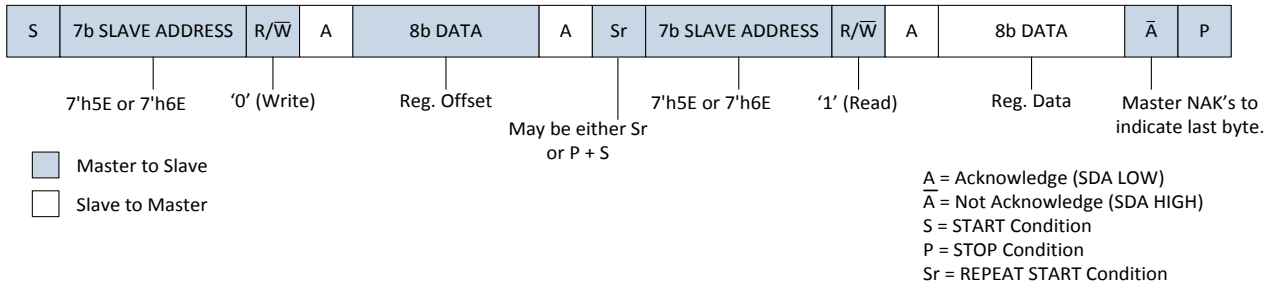 S 7b SLAVE ADDRESS R/W̅ A 8b DATA A Sr 7b SLAVE ADDRESS R/W̅ A 8b DATA A̅ P
7'h5E or 7'h6E ‘0’ (Write) Reg. Offset 7'h5E or 7'h6E ‘1’ (Read) Reg. Data Master NAK’s to
indicate last byte.
May be either Sr
or P + S
Master to Slave
Slave to Master
A = Acknowledge (SDA LOW)
A̅ = Not Acknowledge (SDA HIGH)
S = START Condition
P = STOP Condition
Sr = REPEAT START Condition